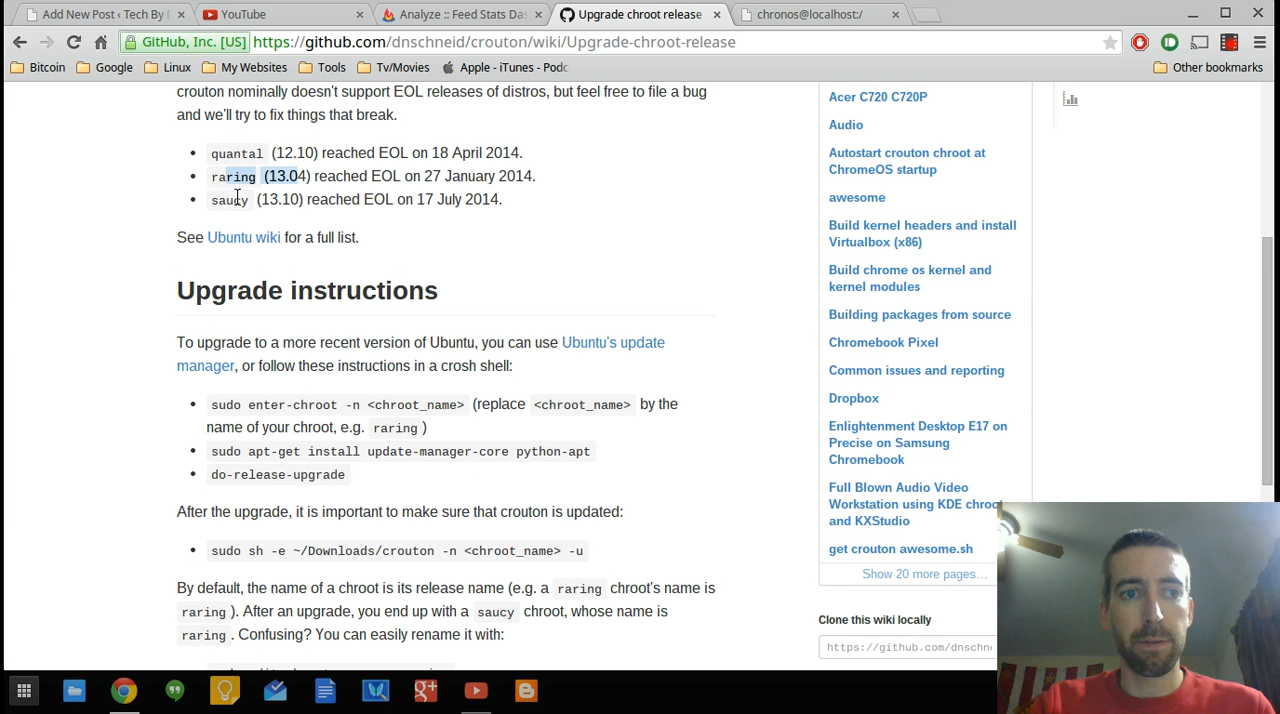 Add New Post ‹ Tech By
YouTube
Analyze :: Feed Stats Das
Upgrade chroot release
chronos@localhost:/
GitHub, Inc. [US]
https://github.com/dnschneid/crouton/wiki/Upgrade-chroot-release
Bitcoin
Google
Linux
My Websites
Tools
Tv/Movies
Apple - iTunes - Podc
Other bookmarks
crouton nominally doesn't support EOL releases of distros, but feel free to file a bug
and we'll try to fix things that break.
• quantal (12.10) reached EOL on 18 April 2014.
• raring (13.04) reached EOL on 27 January 2014.
• saucy (13.10) reached EOL on 17 July 2014.
See Ubuntu wiki for a full list.
Upgrade instructions
To upgrade to a more recent version of Ubuntu, you can use Ubuntu's update
manager, or follow these instructions in a crosh shell:
• sudo enter-chroot -n <chroot_name> (replace <chroot_name> by the
name of your chroot, e.g. raring )
• sudo apt-get install update-manager-core python-apt
• do-release-upgrade
After the upgrade, it is important to make sure that crouton is updated:
• sudo sh -e ~/Downloads/crouton -n <chroot_name> -u
By default, the name of a chroot is its release name (e.g. a raring chroot's name is
raring ). After an upgrade, you end up with a saucy chroot, whose name is
raring . Confusing? You can easily rename it with:
Acer C720 C720P
Audio
Autostart crouton chroot at
ChromeOS startup
awesome
Build kernel headers and install
Virtualbox (x86)
Build chrome os kernel and
kernel modules
Building packages from source
Chromebook Pixel
Common issues and reporting
Dropbox
Enlightenment Desktop E17 on
Precise on Samsung
Chromebook
Full Blown Audio Video
Workstation using KDE chroot
and KXStudio
get crouton awesome.sh
Show 20 more pages…
Clone this wiki locally
https://github.com/dnschne